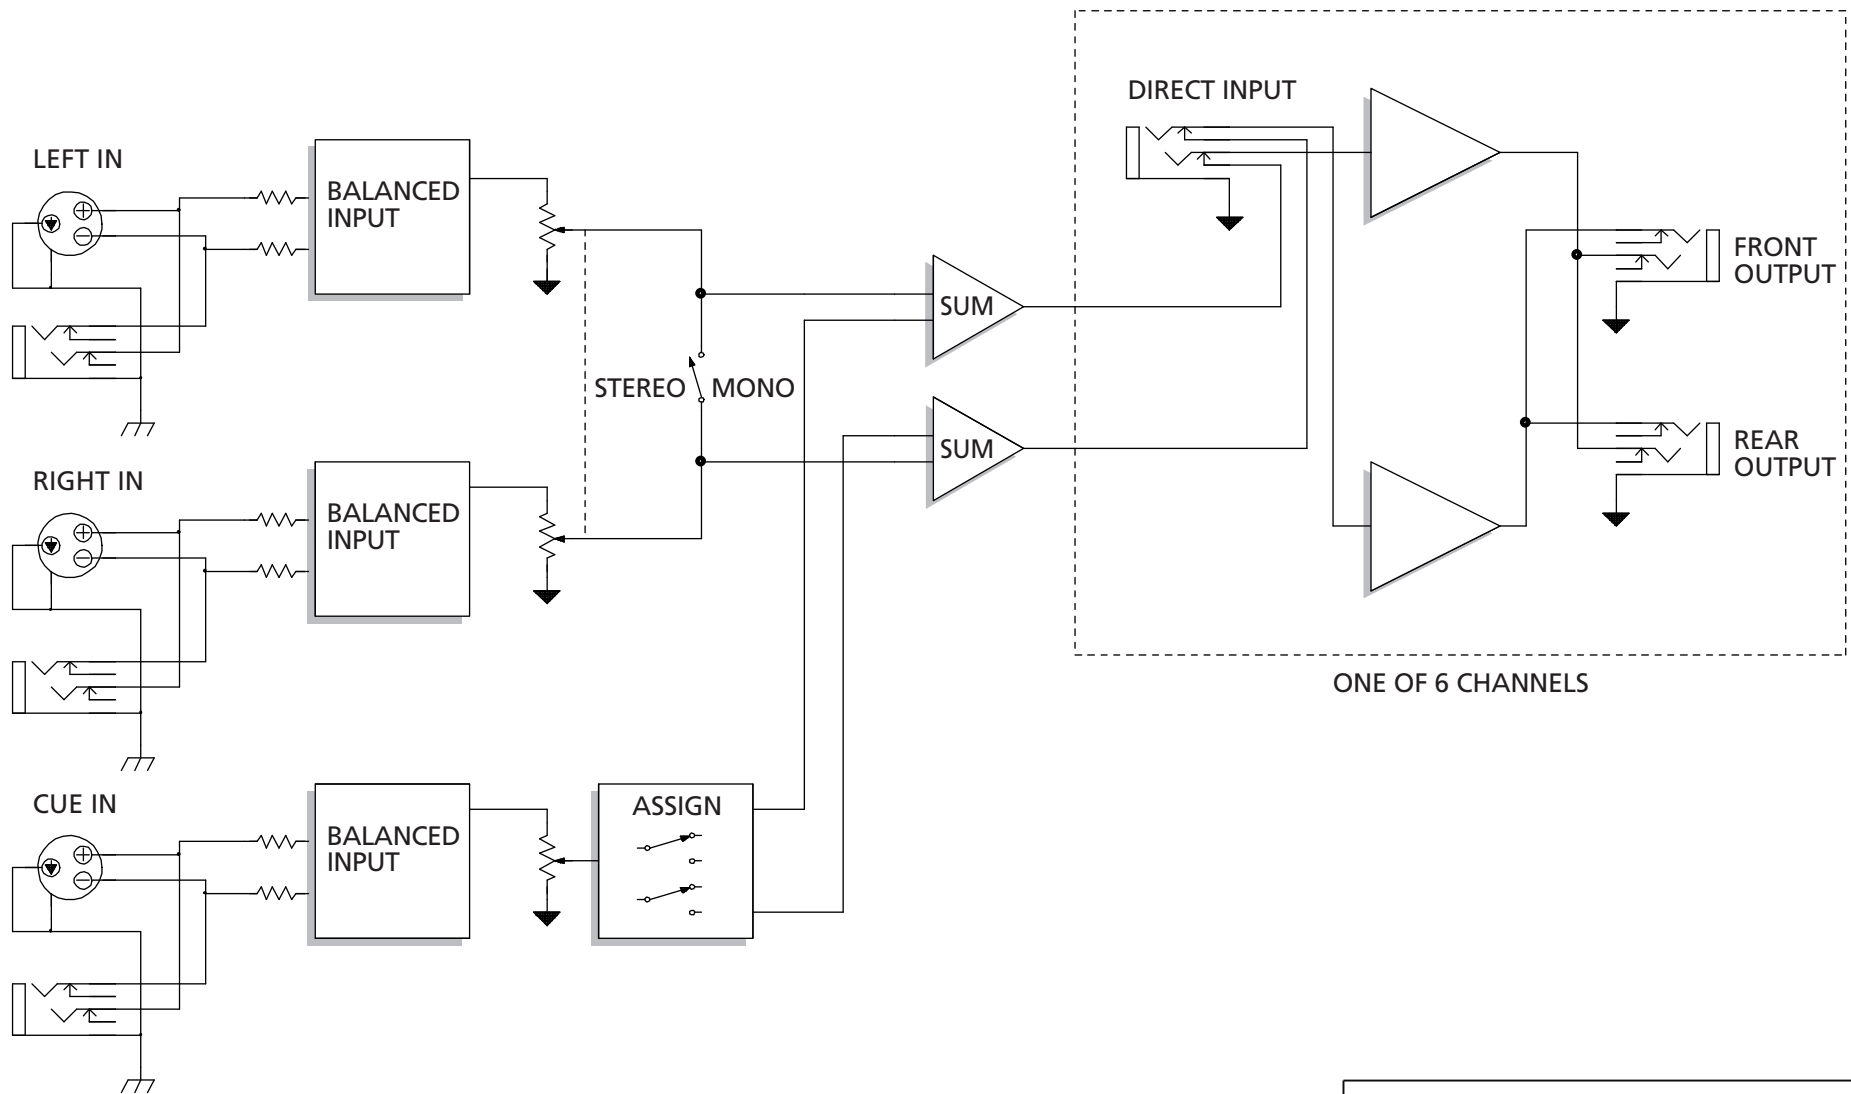 DIRECT INPUT
LEFT IN
BALANCED
INPUT
FRONT
OUTPUT
SUM
STEREO MONO
SUM
REAR
OUTPUT
RIGHT IN
BALANCED
INPUT
ONE OF 6 CHANNELS
CUE IN
BALANCED
INPUT
ASSIGN